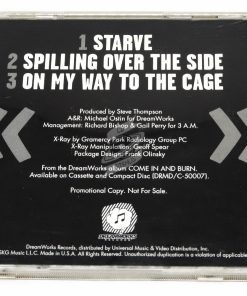 1 STARVE
2 SPILLING OVER THE SIDE
3 ON MY WAY TO THE CAGE
Produced by Steve Thompson
A&R: Michael Ostin for DreamWorks
Management: Richard Bishop & Gail Perry for 3 A.M.
X-Ray by Gramercy Park Radiology Group PC
X-Ray Manipulation: Geoff Spear
Package Design: Frank Olinsky
From the DreamWorks album COME IN AND BURN.
Available on Cassette and Compact Disc (DRMD/C-50007).
Promotional Copy. Not For Sale.
DreamWorks Records, distributed by Universal Music & Video Distribution, Inc.
SKG Music L.L.C. Made in U.S.A. All Rights Reserved. Unauthorized duplication is a violation of applicable